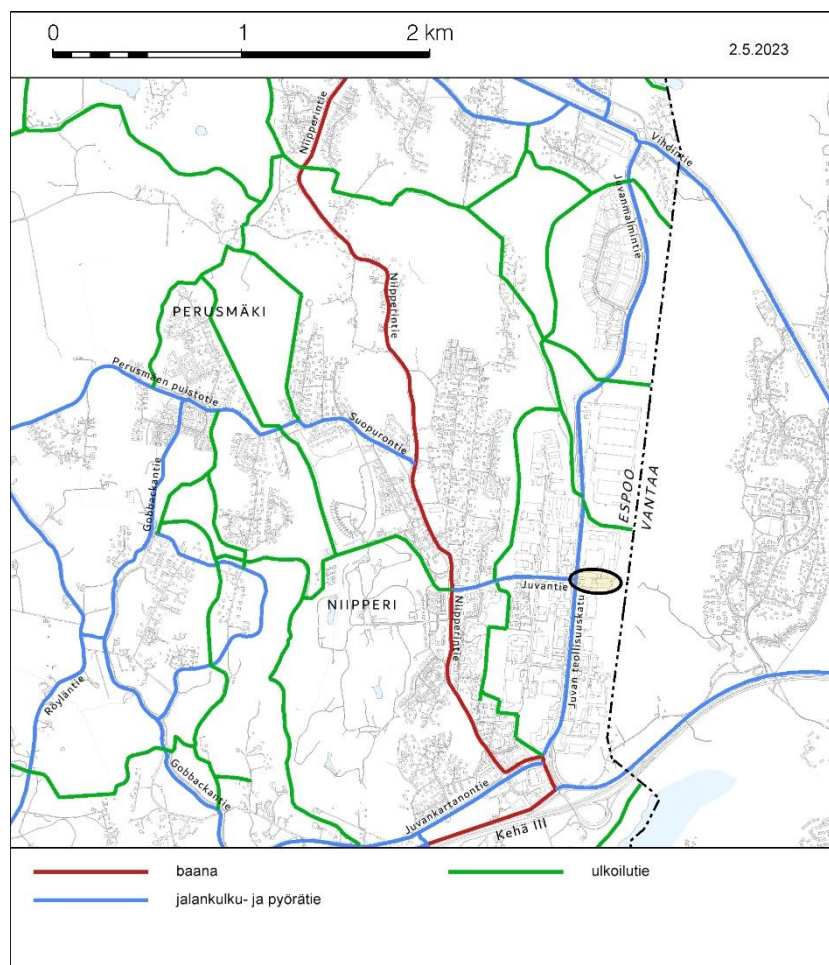 0 1 2 km
2.5.2023
Niipperintie
Vihdintie
Juvanmalmintie
Niipperintie
PERUSMÄKI
Perusmäen puistotie
Suopurontie
Gobbackantie
ESPOO
VANTAA
Juvantie
NIIPPERI
Niipperintie
Juvan teollisuuskatu
Röyläntie
Gobbackantie
Juvankartanontie
Kehä III
baana
ulkoilutie
jalankulku- ja pyörätie